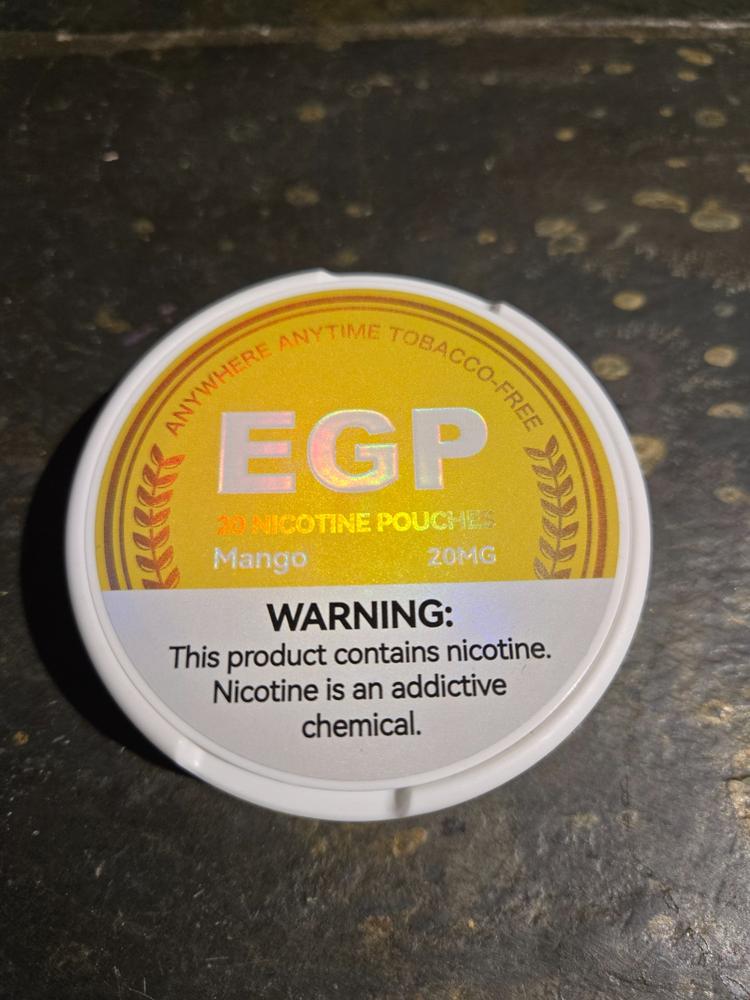 ANYWHERE ANYTIME TOBACCO-FREE
EGP
20 NICOTINE POUCHES
Mango 20MG
WARNING:
This product contains nicotine.
Nicotine is an addictive
chemical.